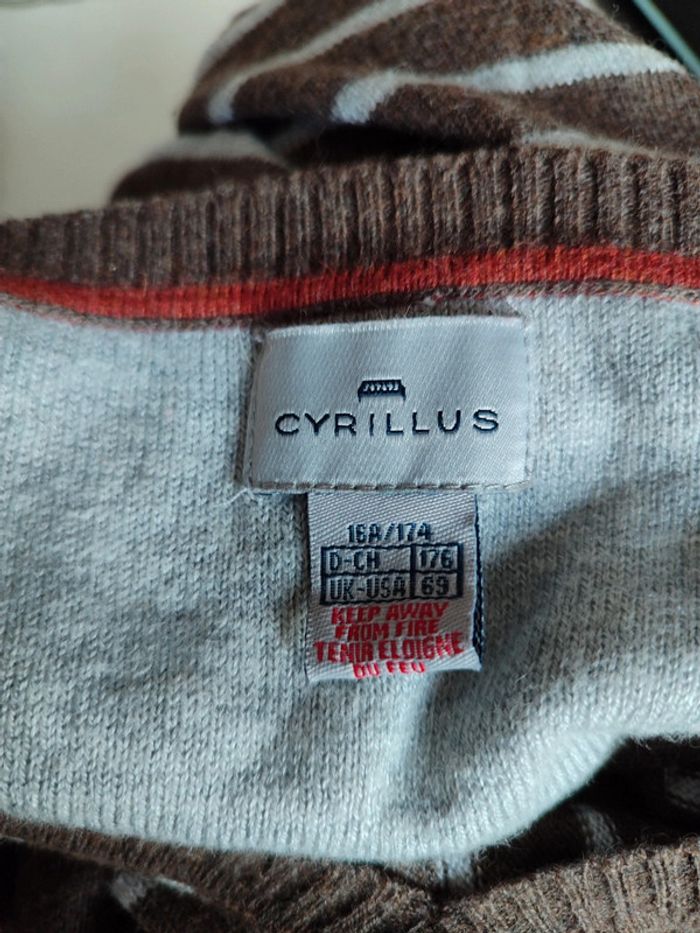 CYRILLUS
16A/174
D-CH 176
UK-USA 69
KEEP AWAY
FROM FIRE
TENIR ELOIGNE
DU FEU